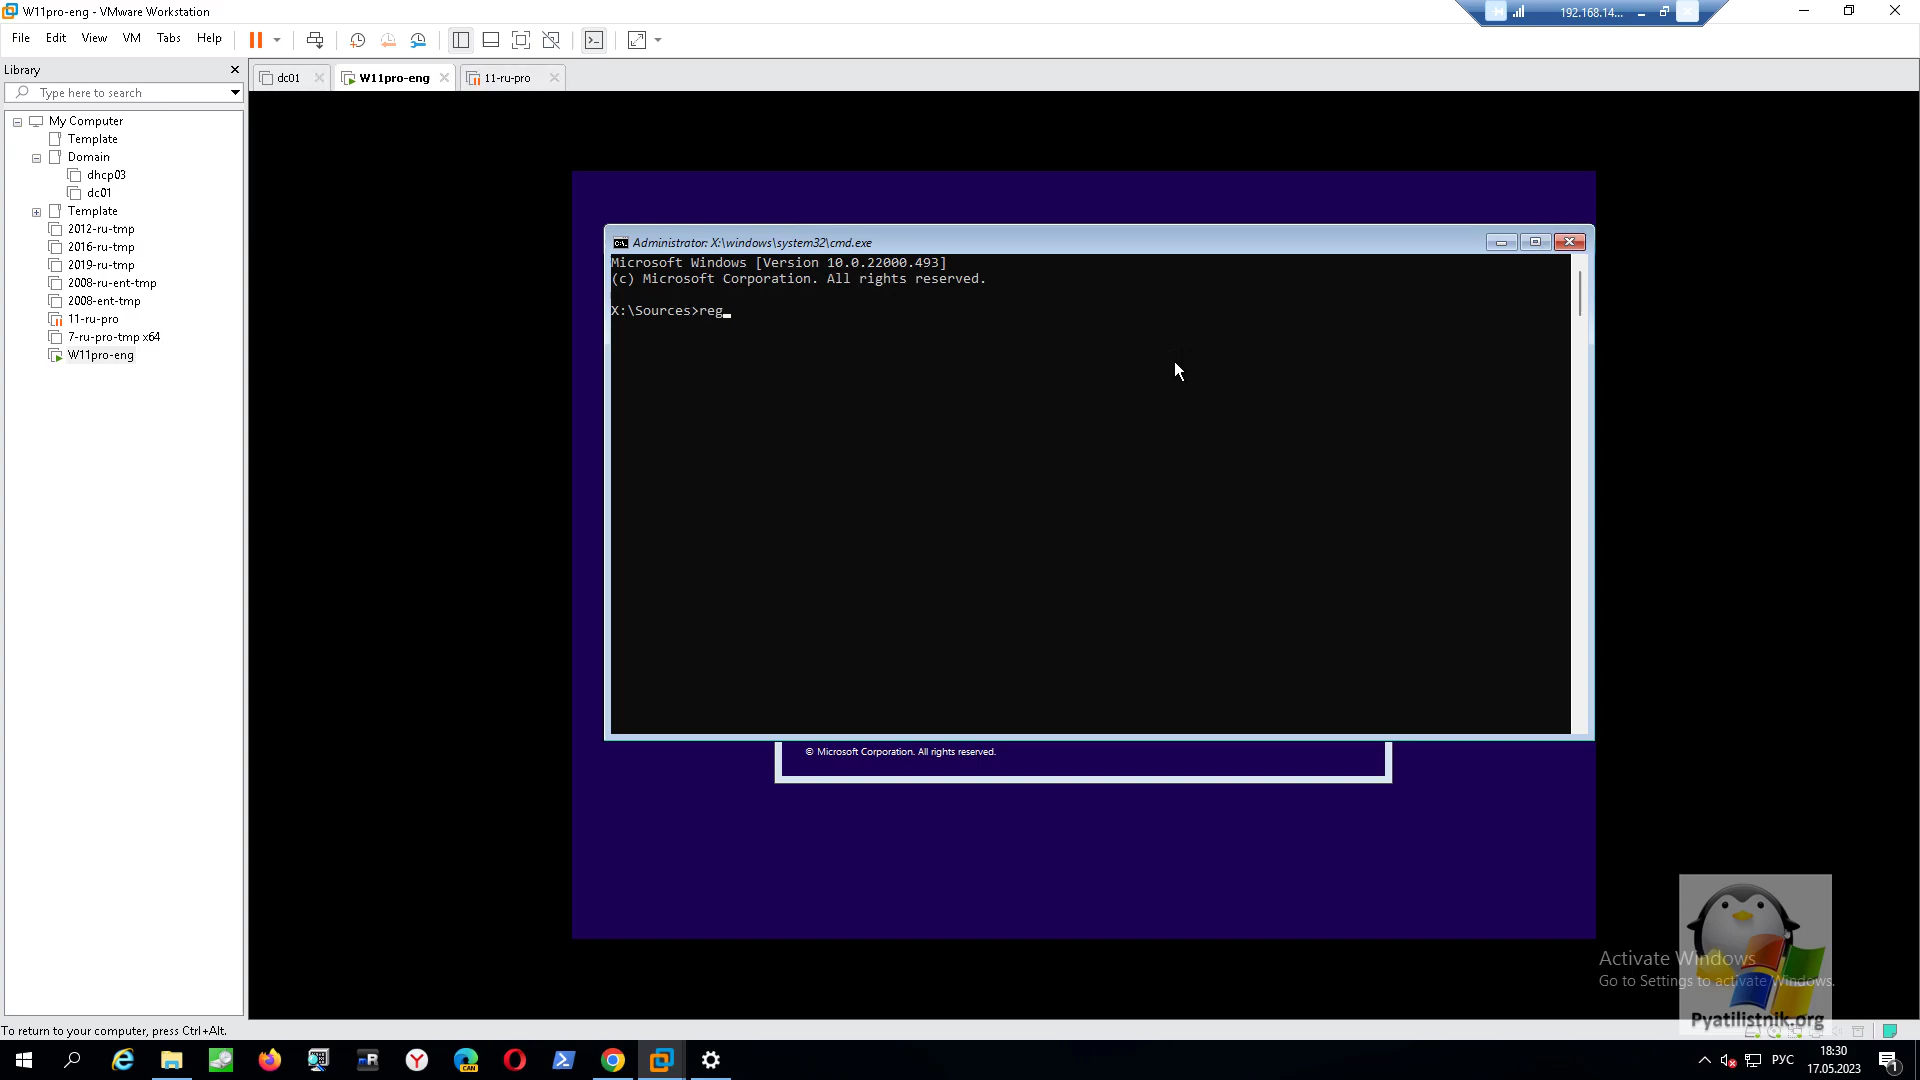 W11pro-eng - VMware Workstation
192.168.14...
File Edit View VM Tabs Help
Library
Type here to search
dc01
W11pro-eng
11-ru-pro
My Computer
Template
Domain
dhcp03
dc01
Template
2012-ru-tmp
2016-ru-tmp
2019-ru-tmp
2008-ru-ent-tmp
2008-ent-tmp
11-ru-pro
7-ru-pro-tmp x64
W11pro-eng
Administrator: X:\windows\system32\cmd.exe
Microsoft Windows [Version 10.0.22000.493]
(c) Microsoft Corporation. All rights reserved.
X:\Sources>reg
© Microsoft Corporation. All rights reserved.
Activate Windows
Go to Settings to activate Windows.
Pyatilistnik.org
To return to your computer, press Ctrl+Alt.
mR
CAN
РУС
18:30
17.05.2023
1